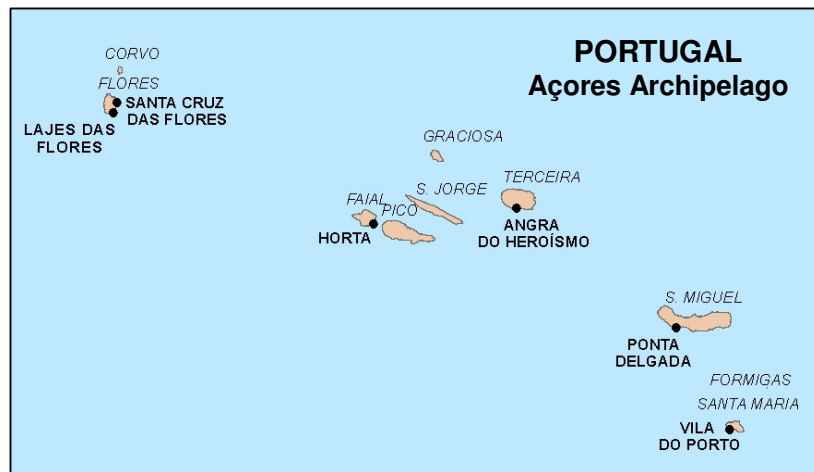 PORTUGAL
Açores Archipelago
CORVO
FLORES
SANTA CRUZ
DAS FLORES
LAJES DAS
FLORES
GRACIOSA
TERCEIRA
S. JORGE
FAIAL
PICO
HORTA
ANGRA
DO HEROÍSMO
S. MIGUEL
PONTA
DELGADA
FORMIGAS
SANTA MARIA
VILA
DO PORTO